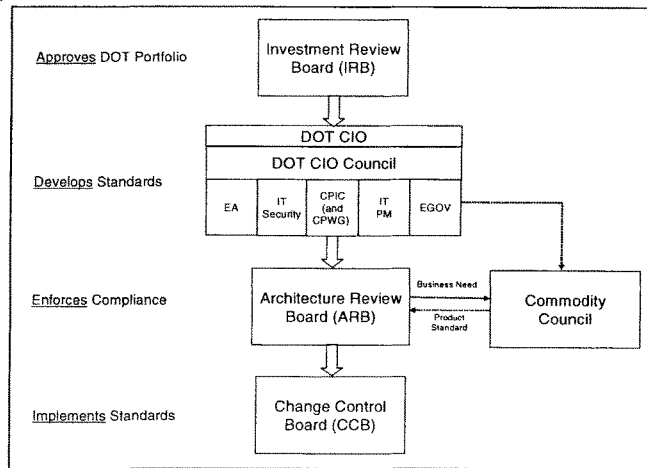 Approves DOT Portfolio
Investment Review
Board (IRB)
DOT CIO
DOT CIO Council
Develops Standards
EA
IT
Security
CPIC
(and
CPWG)
IT
PM
EGOV
Enforces Compliance
Architecture Review
Board (ARB)
Business Need
Product
Standard
Commodity
Council
Implements Standards
Change Control
Board (CCB)